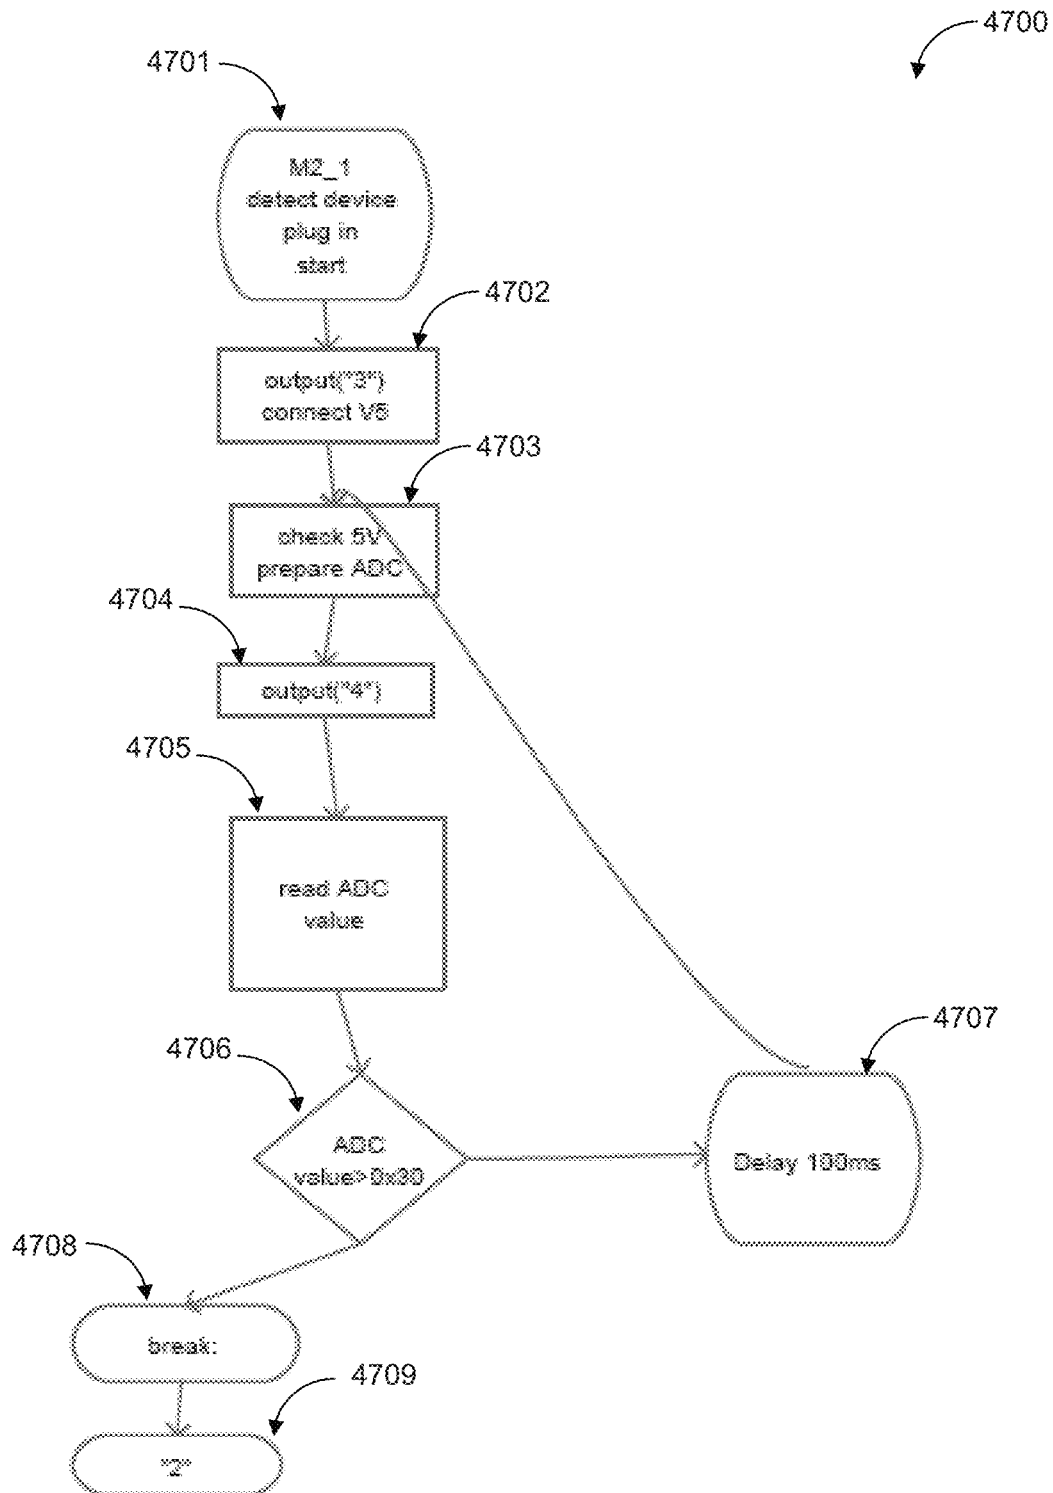 4700
4701
M2_1
detect device
plug in
start
4702
output("3")
connect V5
4703
check 5V
prepare ADC
4704
output("4")
4705
read ADC
value
4706
ADC
value>0x30
4707
Delay 100ms
4708
break;
4709
"2"